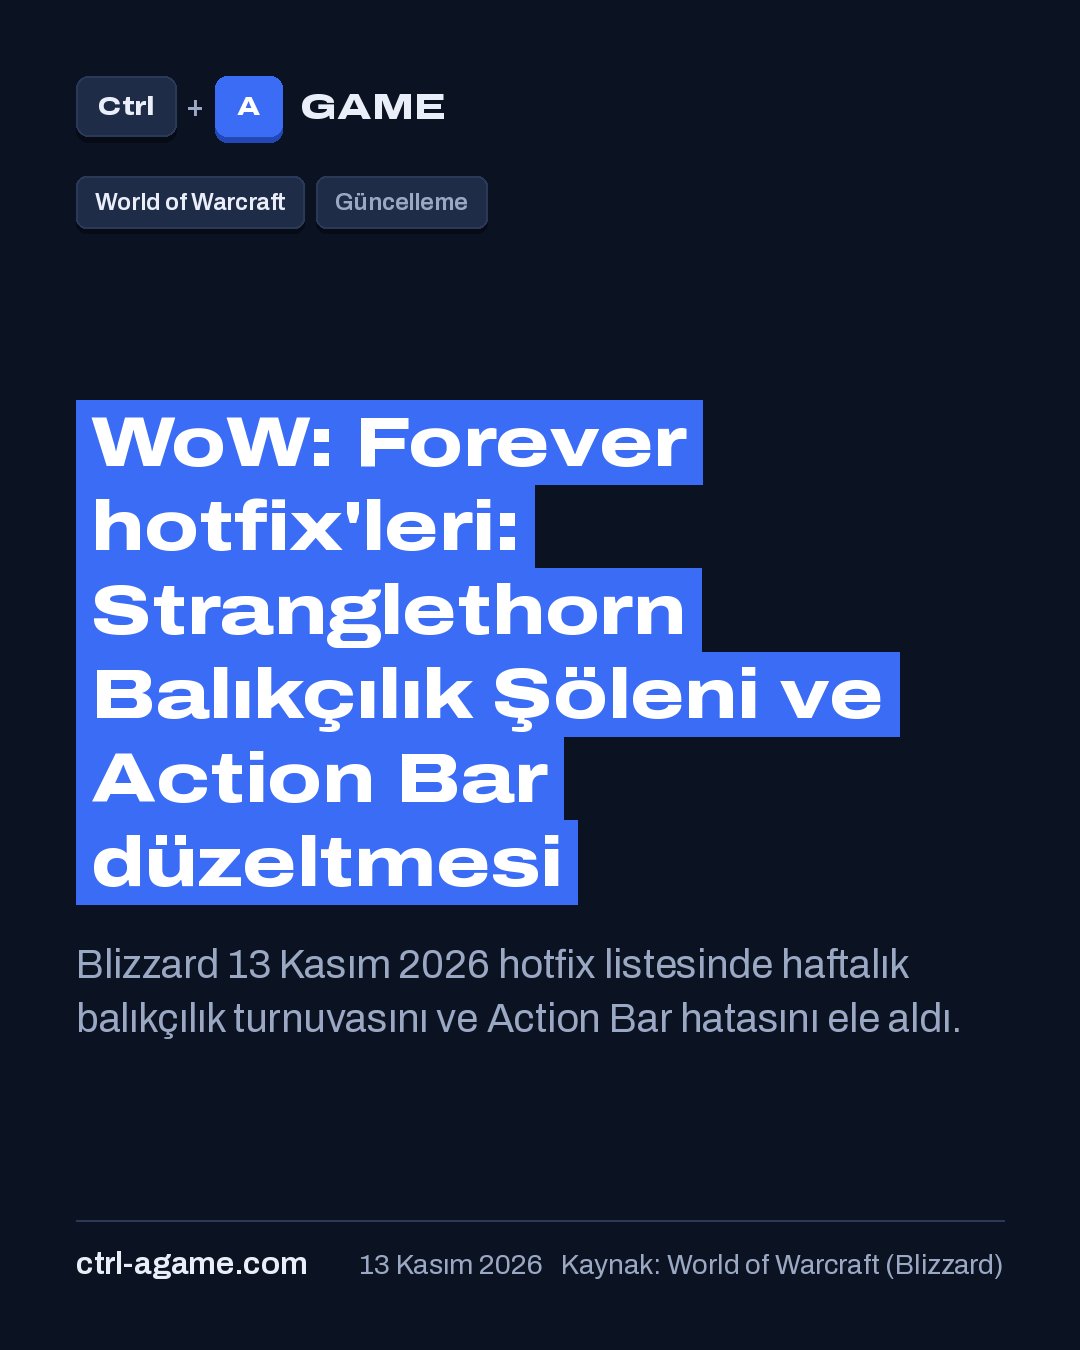 Ctrl + A GAME
World of Warcraft Güncelleme
WoW: Forever
hotfix'leri:
Stranglethorn
Balıkçılık Şöleni ve
Action Bar
düzeltmesi
Blizzard 13 Kasım 2026 hotfix listesinde haftalık
balıkçılık turnuvasını ve Action Bar hatasını ele aldı.
ctrl-agame.com 13 Kasım 2026 Kaynak: World of Warcraft (Blizzard)